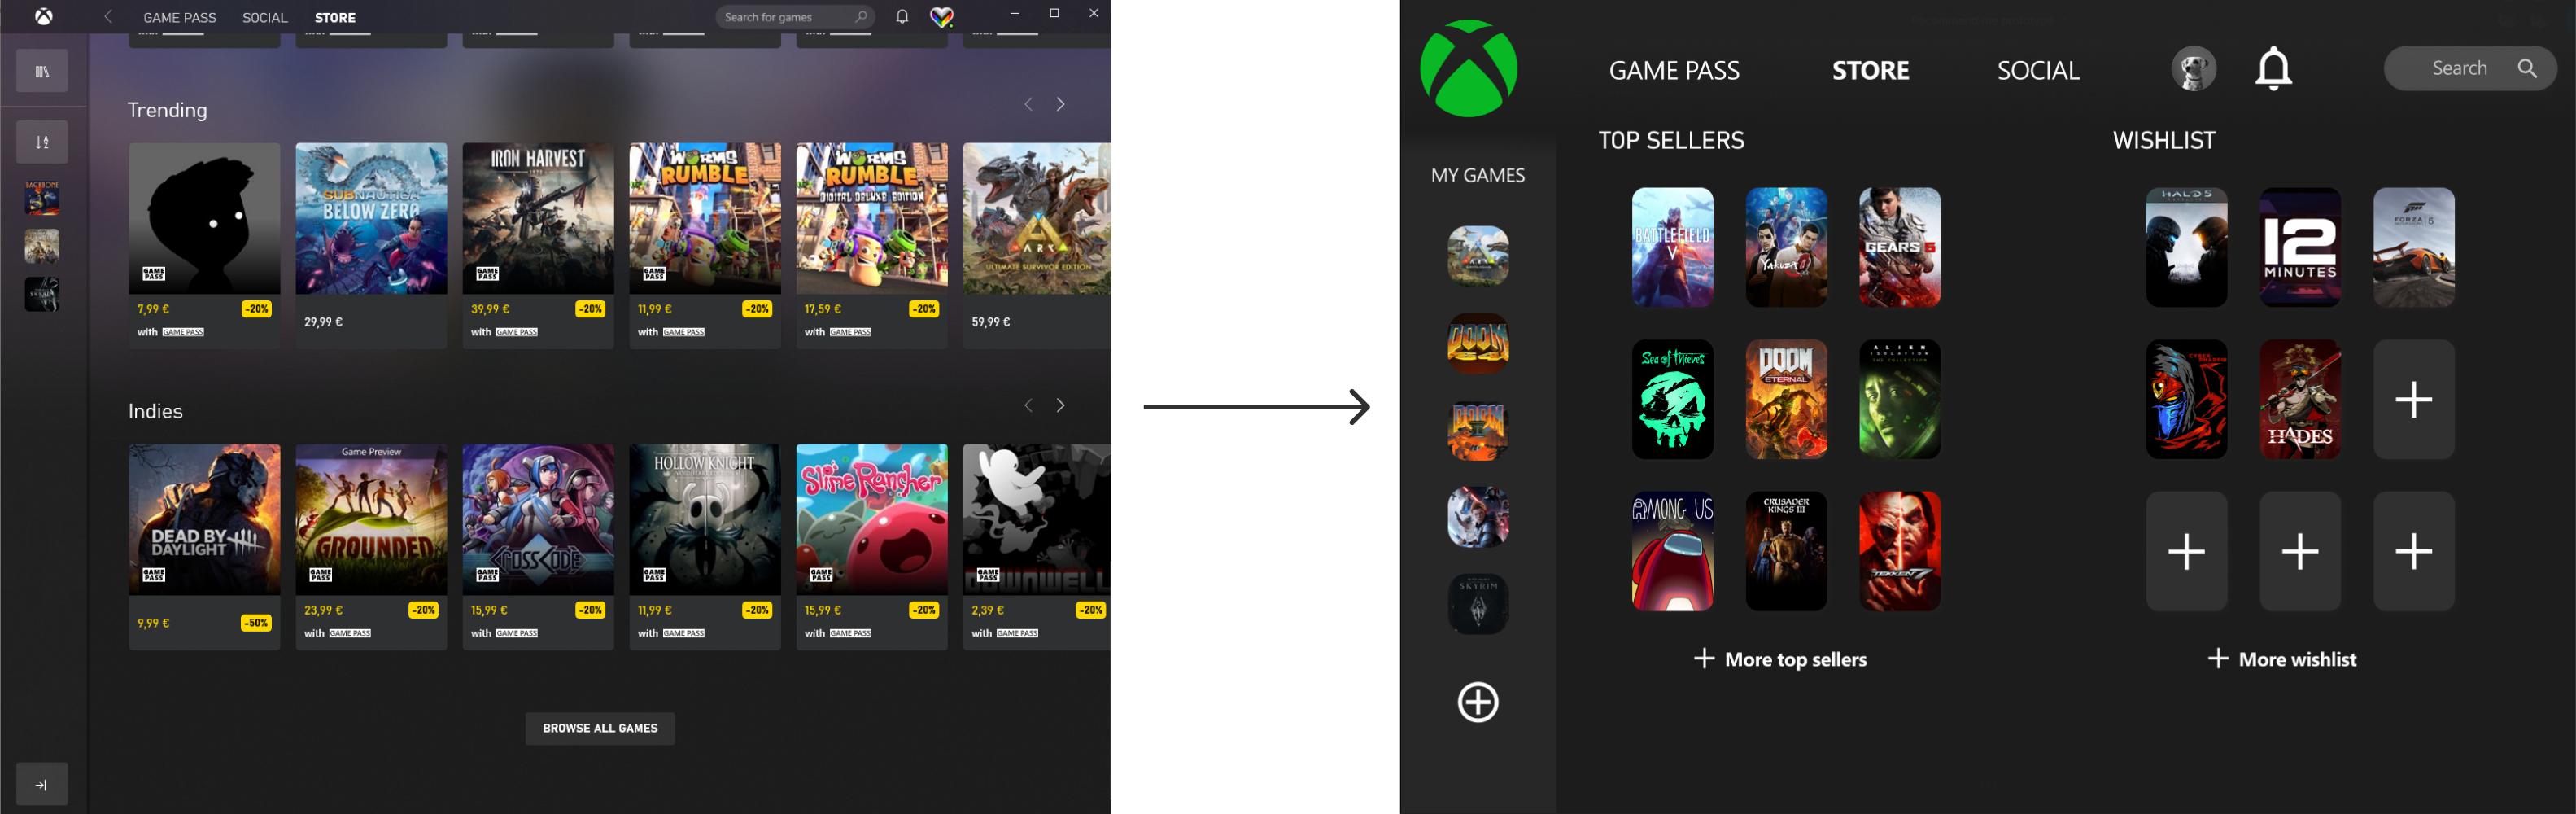 GAME PASS SOCIAL STORE
Search for games
Trending
SUBNAUTICA
BELOW ZERO
IRON HARVEST
WORMS
RUMBLE
WORMS
RUMBLE
DIGITAL DELUXE EDITION
ARK
ULTIMATE SURVIVOR EDITION
GAME
PASS
GAME
PASS
GAME
PASS
7,99 € -20%
with GAME PASS
29,99 €
39,99 € -20%
with GAME PASS
11,99 € -20%
with GAME PASS
17,59 € -20%
with GAME PASS
59,99 €
BACKBONE
Indies
DEAD BY
DAYLIGHT
GAME
PASS
Game Preview
GROUNDED
GAME
PASS
CROSSCODE
GAME
PASS
HOLLOW KNIGHT
GAME
PASS
Slime Rancher
GAME
PASS
DOWNWELL
GAME
PASS
9,99 € -50%
23,99 € -20%
with GAME PASS
15,99 € -20%
with GAME PASS
11,99 € -20%
with GAME PASS
15,99 € -20%
with GAME PASS
2,39 € -20%
with GAME PASS
BROWSE ALL GAMES
GAME PASS STORE SOCIAL
Search
MY GAMES
ARK
DOOM
DOOM
SKYRIM
TOP SELLERS
BATTLEFIELD
V
YAKUZA 0
GEARS 5
Sea of Thieves
DOOM
ETERNAL
ALIEN
ISOLATION
THE COLLECTION
AMONG US
CRUSADER
KINGS III
TEKKEN 7
+ More top sellers
WISHLIST
HALO 5
12
MINUTES
FORZA 5
CYBER
SHADOW
HADES
+ More wishlist